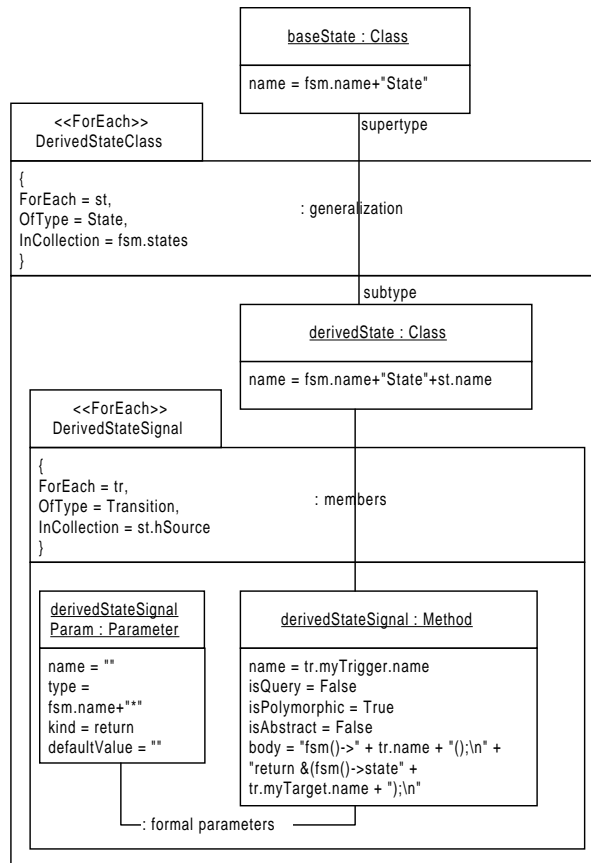 baseState : Class
name = fsm.name+"State"
<<ForEach>>
DerivedStateClass
supertype
{
ForEach = st,
OfType = State,
InCollection = fsm.states
}
: generalization
subtype
derivedState : Class
name = fsm.name+"State"+st.name
<<ForEach>>
DerivedStateSignal
{
ForEach = tr,
OfType = Transition,
InCollection = st.hSource
}
: members
derivedStateSignal
Param : Parameter
name = ""
type =
fsm.name+"*"
kind = return
defaultValue = ""
derivedStateSignal : Method
name = tr.myTrigger.name
isQuery = False
isPolymorphic = True
isAbstract = False
body = "fsm()->" + tr.name + "();\n" +
"return &(fsm()->state" +
tr.myTarget.name + ");\n"
: formal parameters